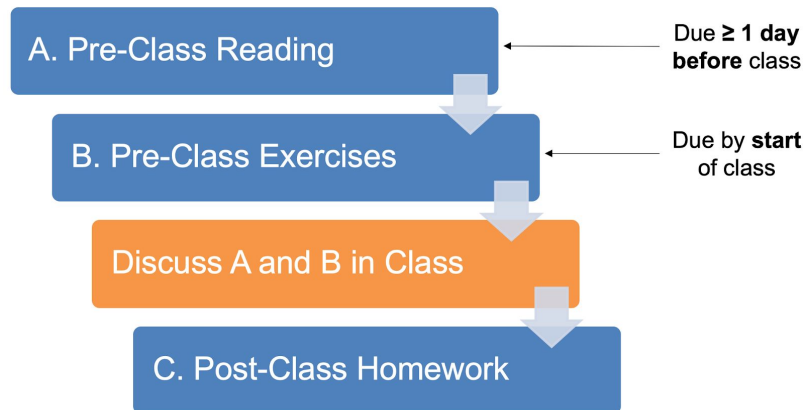 A. Pre-Class Reading
Due ≥ 1 day
before class
B. Pre-Class Exercises
Due by start
of class
Discuss A and B in Class
C. Post-Class Homework